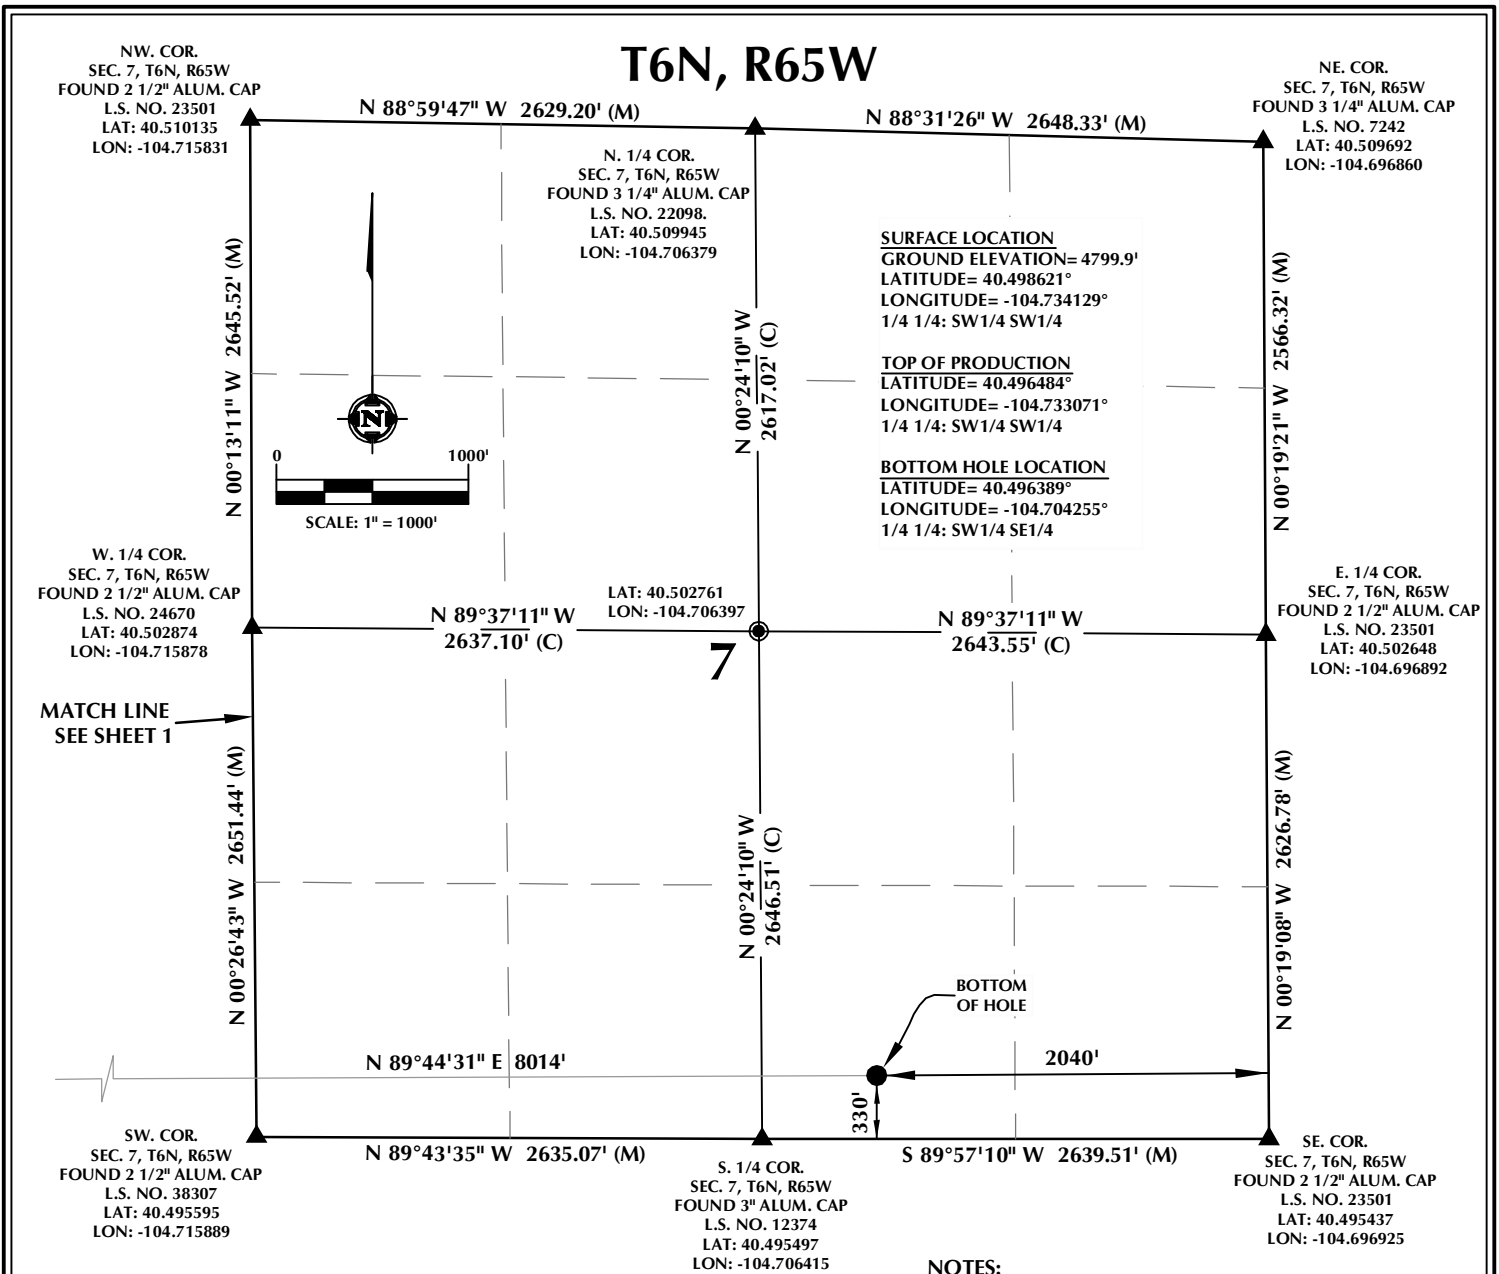 T6N, R65W
NW. COR.
SEC. 7, T6N, R65W
FOUND 2 1/2" ALUM. CAP
L.S. NO. 23501
LAT: 40.510135
LON: -104.715831
N 88°59'47" W 2629.20' (M)
N 88°31'26" W 2648.33' (M)
NE. COR.
SEC. 7, T6N, R65W
FOUND 3 1/4" ALUM. CAP
L.S. NO. 7242
LAT: 40.509692
LON: -104.696860
N. 1/4 COR.
SEC. 7, T6N, R65W
FOUND 3 1/4" ALUM. CAP
L.S. NO. 22098.
LAT: 40.509945
LON: -104.706379
SURFACE LOCATION
GROUND ELEVATION= 4799.9'
LATITUDE= 40.498621°
LONGITUDE= -104.734129°
1/4 1/4: SW1/4 SW1/4
TOP OF PRODUCTION
LATITUDE= 40.496484°
LONGITUDE= -104.733071°
1/4 1/4: SW1/4 SW1/4
BOTTOM HOLE LOCATION
LATITUDE= 40.496389°
LONGITUDE= -104.704255°
1/4 1/4: SW1/4 SE1/4
N 00°13'11" W 2645.52' (M)
N 00°24'10" W
2617.02' (C)
N 00°19'21" W 2566.32' (M)
N
0 1000'
SCALE: 1" = 1000'
W. 1/4 COR.
SEC. 7, T6N, R65W
FOUND 2 1/2" ALUM. CAP
L.S. NO. 24670
LAT: 40.502874
LON: -104.715878
N 89°37'11" W
2637.10' (C)
LAT: 40.502761
LON: -104.706397
7
N 89°37'11" W
2643.55' (C)
E. 1/4 COR.
SEC. 7, T6N, R65W
FOUND 2 1/2" ALUM. CAP
L.S. NO. 23501
LAT: 40.502648
LON: -104.696892
MATCH LINE
SEE SHEET 1
N 00°26'43" W 2651.44' (M)
N 00°24'10" W
2646.51' (C)
N 00°19'08" W 2626.78' (M)
BOTTOM
OF HOLE
N 89°44'31" E 8014'
2040'
330'
SW. COR.
SEC. 7, T6N, R65W
FOUND 2 1/2" ALUM. CAP
L.S. NO. 38307
LAT: 40.495595
LON: -104.715889
N 89°43'35" W 2635.07' (M)
S 89°57'10" W 2639.51' (M)
S. 1/4 COR.
SEC. 7, T6N, R65W
FOUND 3" ALUM. CAP
L.S. NO. 12374
LAT: 40.495497
LON: -104.706415
SE. COR.
SEC. 7, T6N, R65W
FOUND 2 1/2" ALUM. CAP
L.S. NO. 23501
LAT: 40.495437
LON: -104.696925
NOTES: